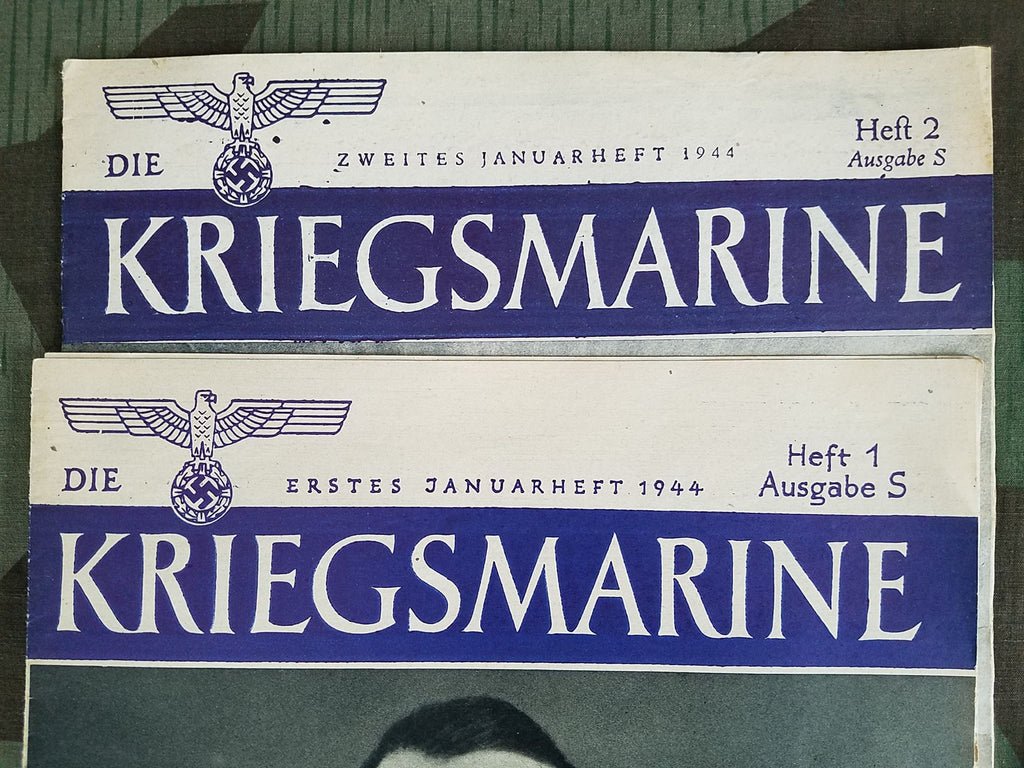 Heft 2
DIE ZWEITES JANUARHEFT 1944 Ausgabe S
KRIEGSMARINE
Heft 1
DIE ERSTES JANUARHEFT 1944 Ausgabe S
KRIEGSMARINE